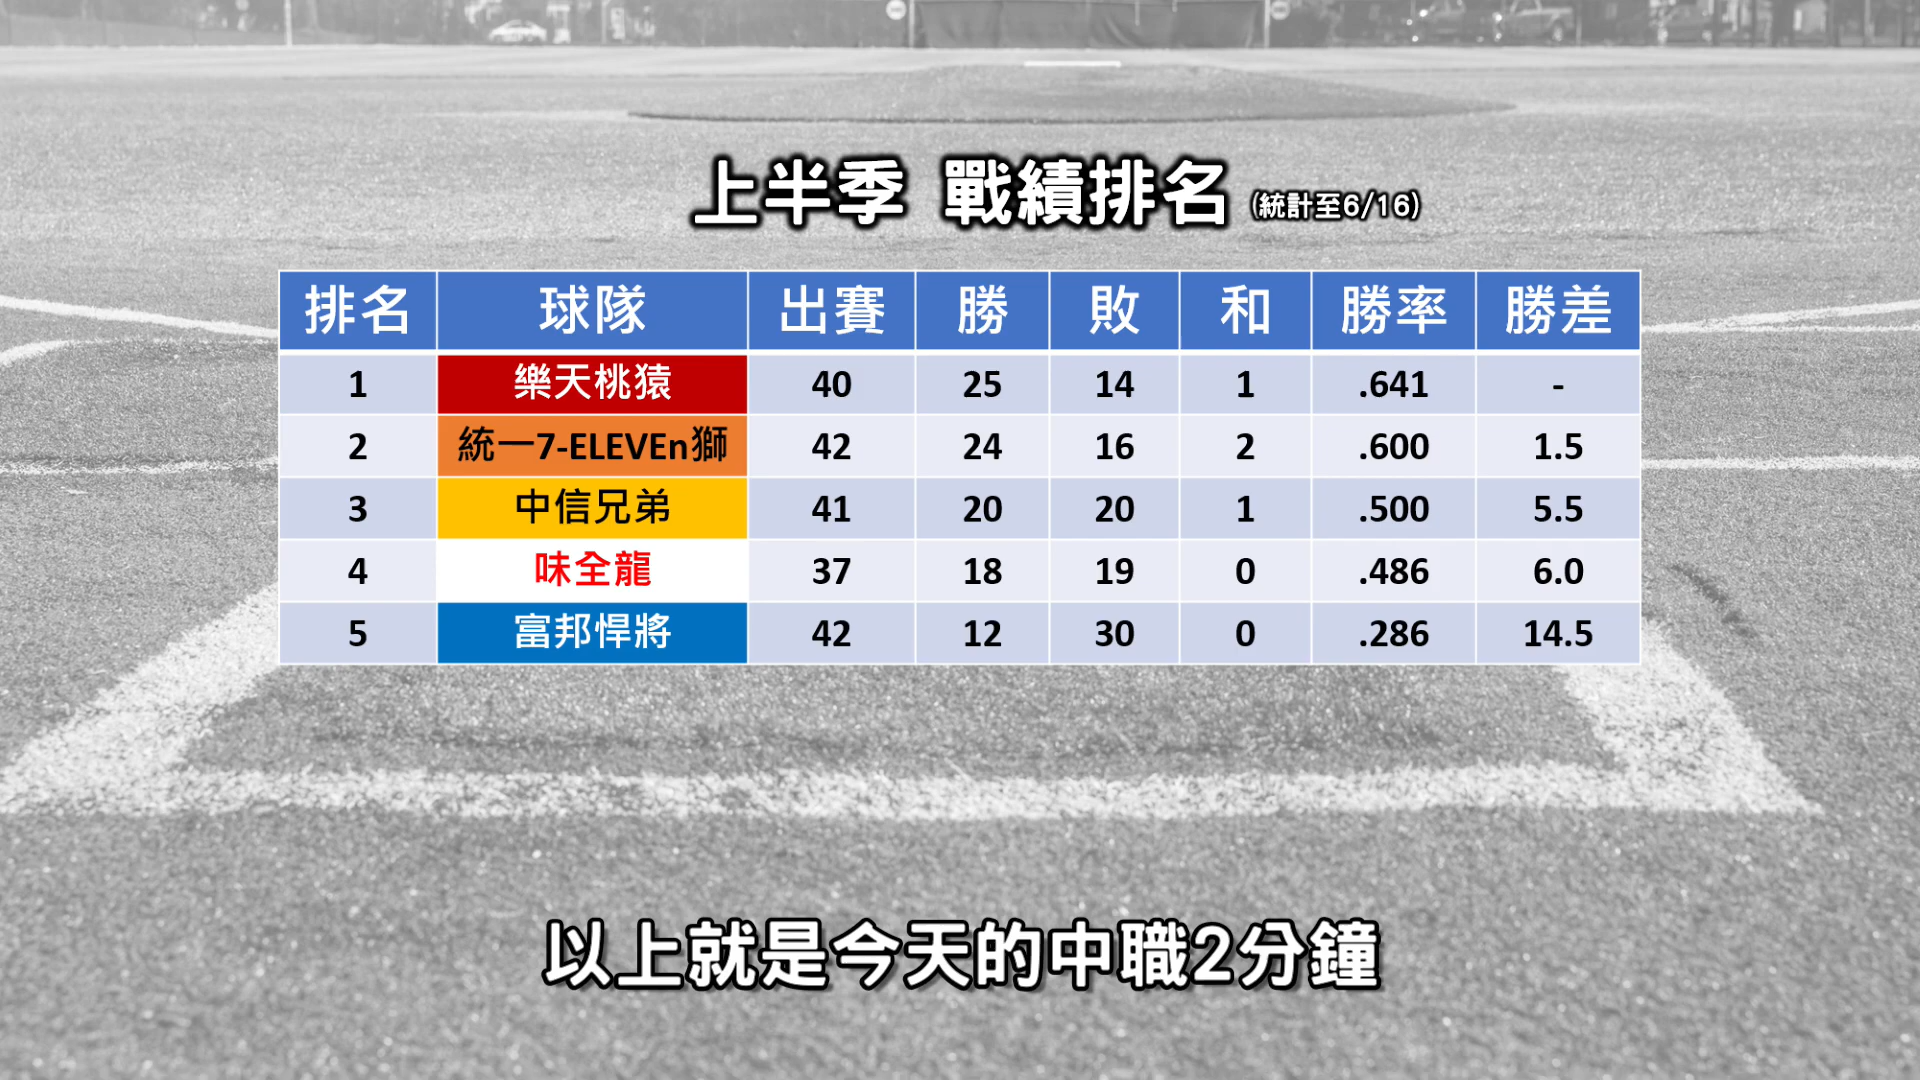 上半季 戰績排名 (統計至6/16)
排名 球隊 出賽 勝 敗 和 勝率 勝差
1 樂天桃猿 40 25 14 1 .641 -
2 統一7-ELEVEn獅 42 24 16 2 .600 1.5
3 中信兄弟 41 20 20 1 .500 5.5
4 味全龍 37 18 19 0 .486 6.0
5 富邦悍將 42 12 30 0 .286 14.5
以上就是今天的中職2分鐘